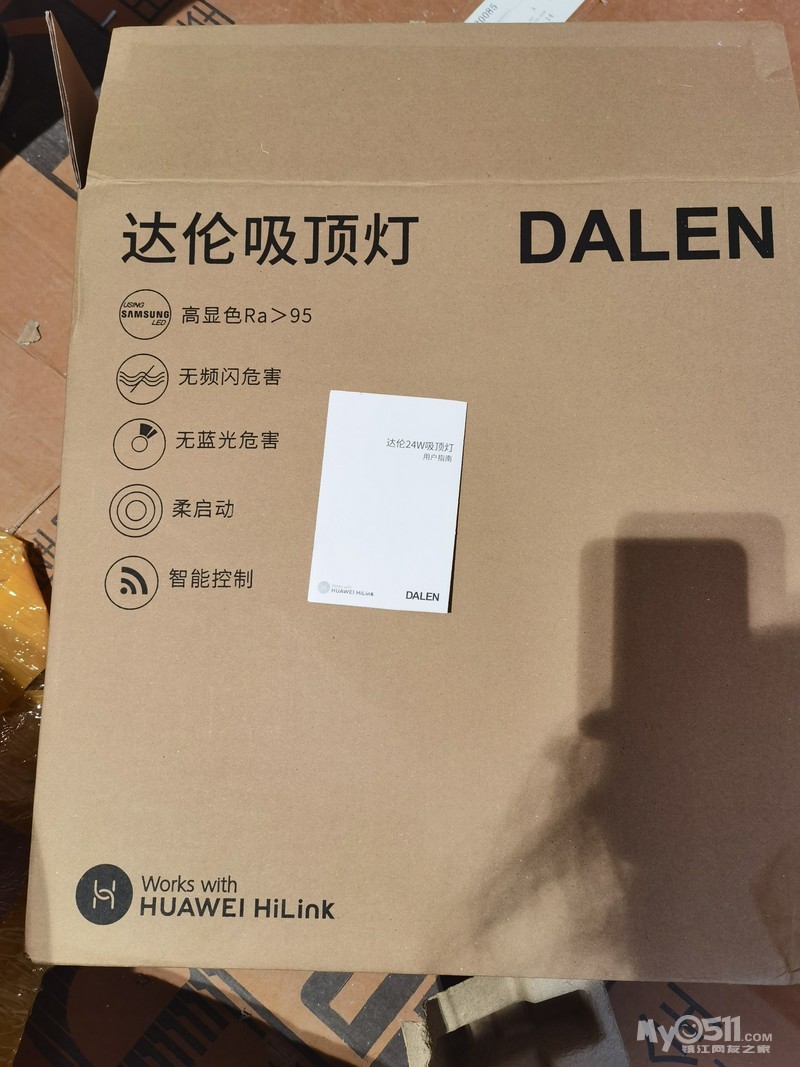 达伦吸顶灯 DALEN
USING
SAMSUNG
LED
高显色Ra＞95
无频闪危害
无蓝光危害
柔启动
智能控制
达伦24W吸顶灯
用户指南
Works with
HUAWEI HiLink
DALEN
Works with
HUAWEI HiLink
My0511.COM
镇江网友之家